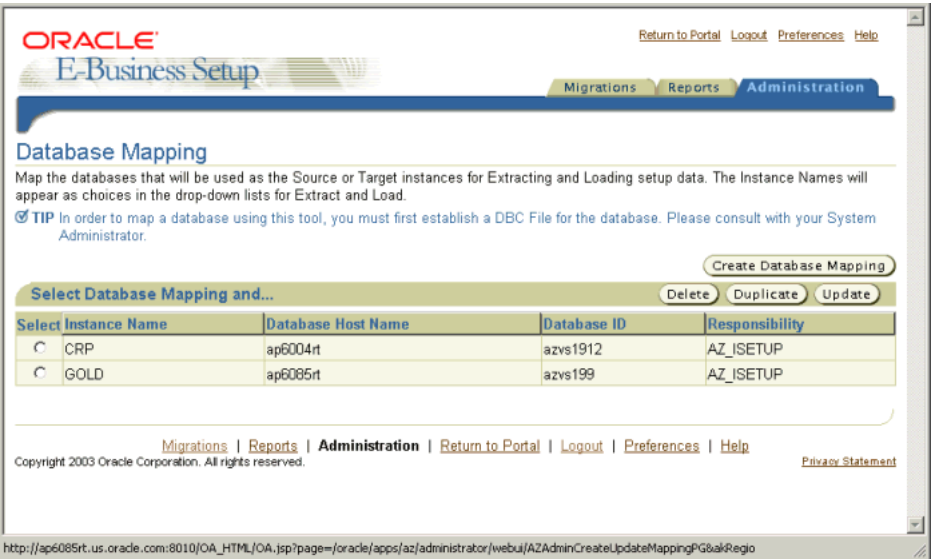 ORACLE
E-Business Setup
Return to Portal Logout Preferences Help
Migrations Reports Administration
Database Mapping
Map the databases that will be used as the Source or Target instances for Extracting and Loading setup data. The Instance Names will
appear as choices in the drop-down lists for Extract and Load.
TIP In order to map a database using this tool, you must first establish a DBC File for the database. Please consult with your System
Administrator.
Create Database Mapping
Select Database Mapping and... Delete Duplicate Update
Select Instance Name Database Host Name Database ID Responsibility
CRP ap6004rt azvs1912 AZ_ISETUP
GOLD ap6085rt azvs199 AZ_ISETUP
Migrations | Reports | Administration | Return to Portal | Logout | Preferences | Help
Copyright 2003 Oracle Corporation. All rights reserved. Privacy Statement
http://ap6085rt.us.oracle.com:8010/OA_HTML/OA.jsp?page=/oracle/apps/az/administrator/webui/AZAdminCreateUpdateMappingPG&akRegio